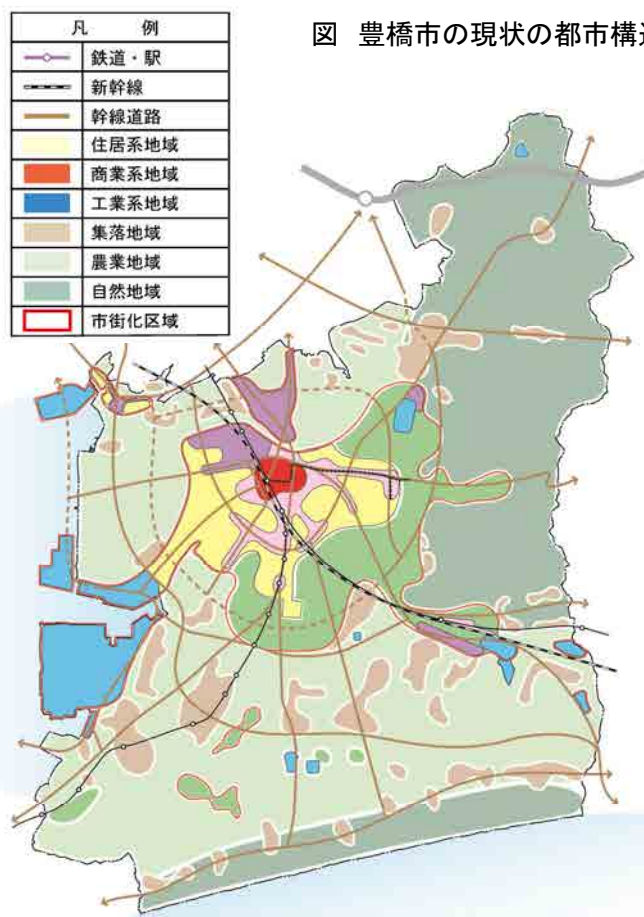 図 豊橋市の現状の都市構造
凡 例
鉄道・駅
新幹線
幹線道路
住居系地域
商業系地域
工業系地域
集落地域
農業地域
自然地域
市街化区域